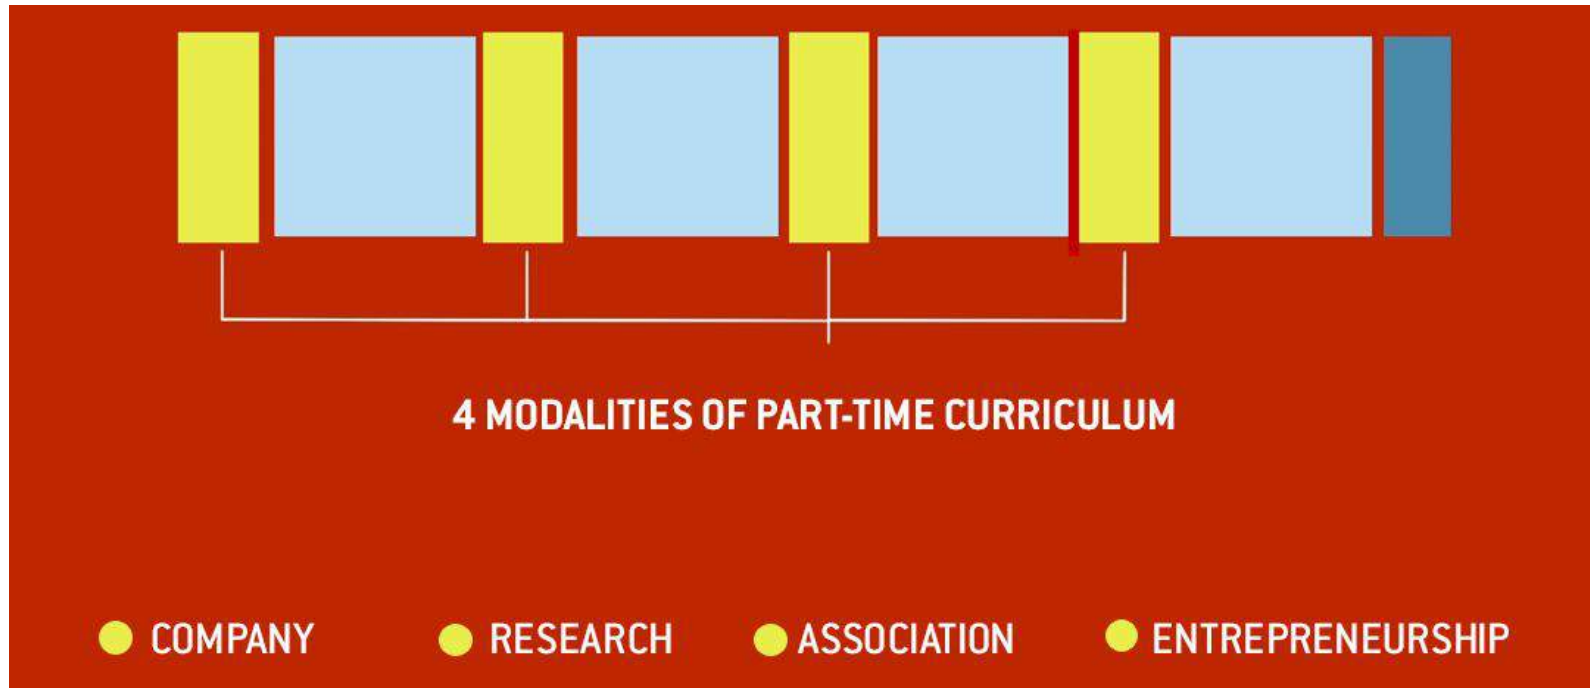 4 MODALITIES OF PART-TIME CURRICULUM
COMPANY
RESEARCH
ASSOCIATION
ENTREPRENEURSHIP